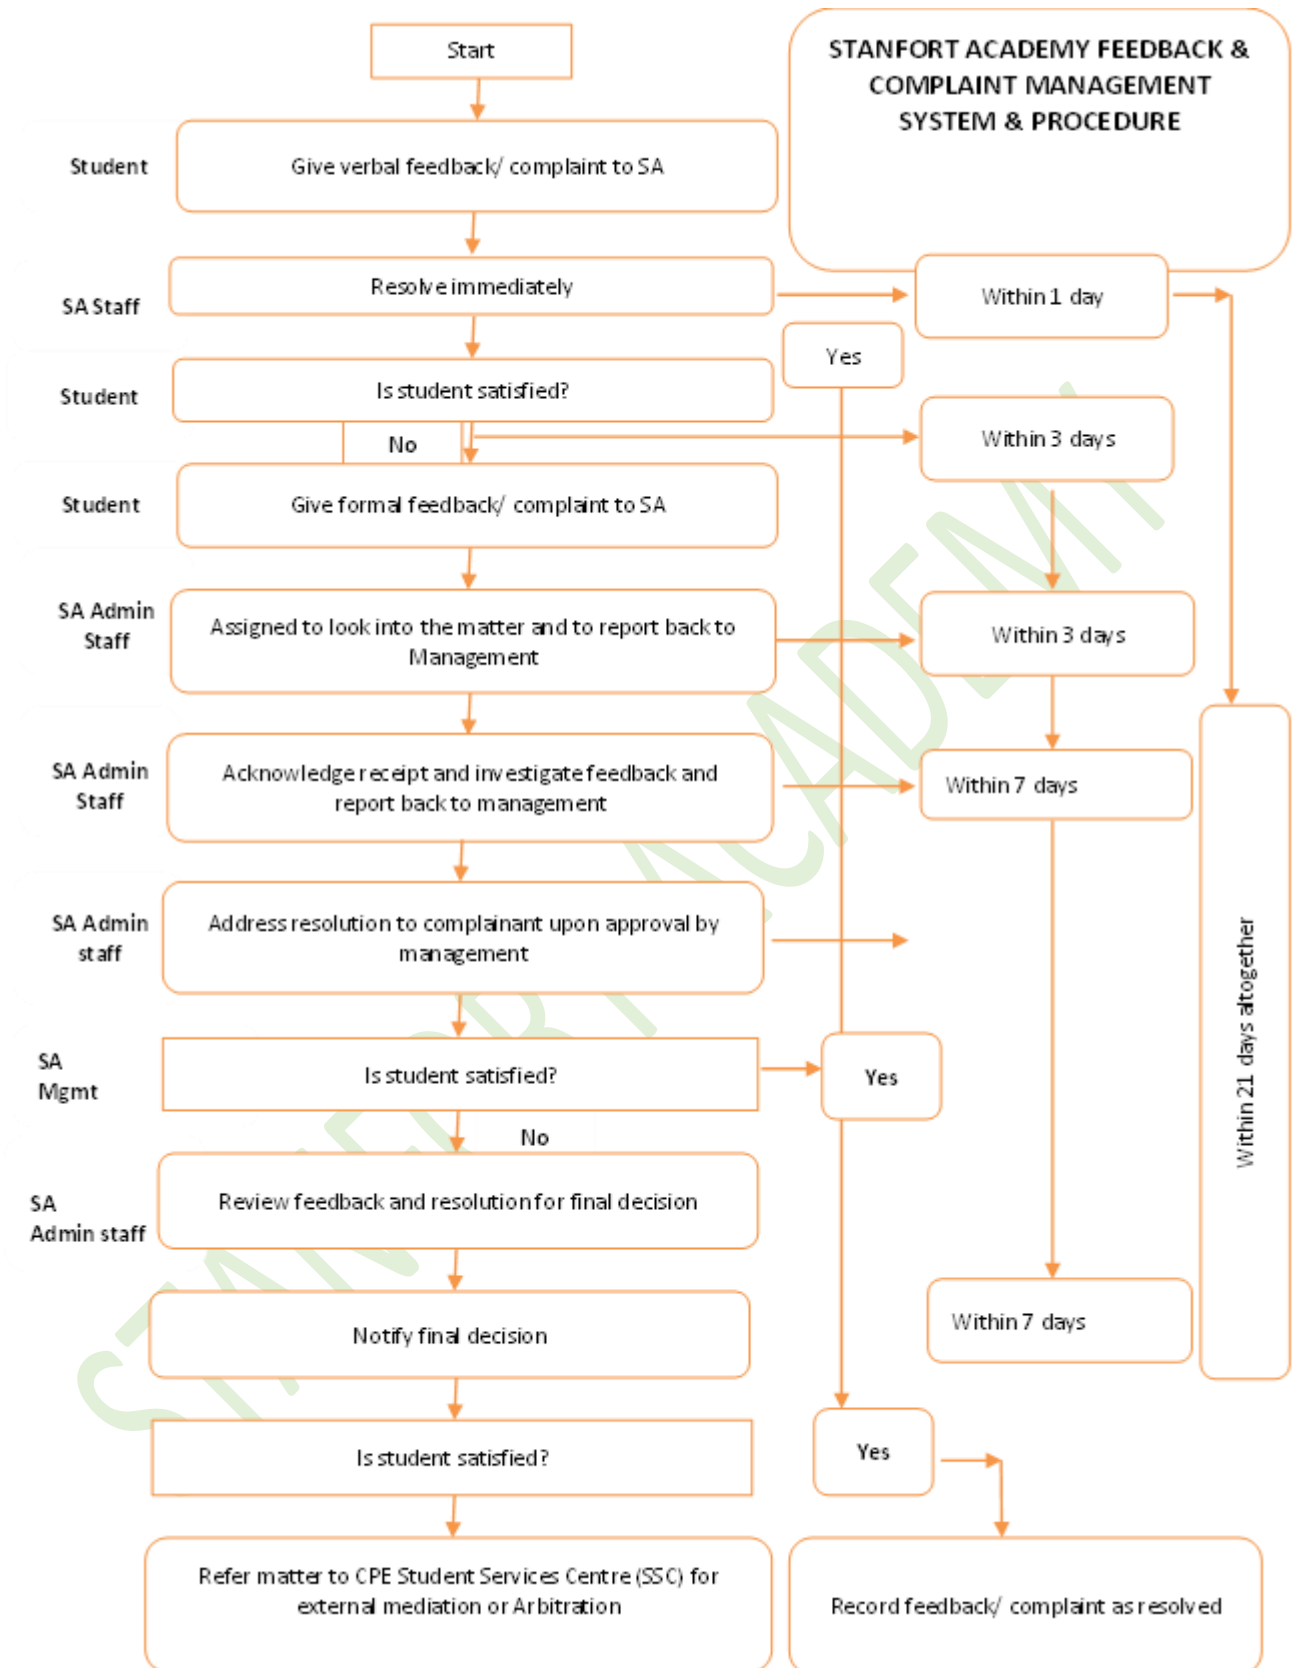 Start
STANFORT ACADEMY FEEDBACK &
COMPLAINT MANAGEMENT
SYSTEM & PROCEDURE
Student
Give verbal feedback/ complaint to SA
SA Staff
Resolve immediately
Within 1 day
Yes
Student
Is student satisfied?
No
Within 3 days
Student
Give formal feedback/ complaint to SA
SA Admin
Staff
Assigned to look into the matter and to report back to
Management
Within 3 days
SA Admin
Staff
Acknowledge receipt and investigate feedback and
report back to management
Within 7 days
SA Admin
staff
Address resolution to complainant upon approval by
management
Within 21 days altogether
SA
Mgmt
Is student satisfied?
Yes
No
SA
Admin staff
Review feedback and resolution for final decision
Notify final decision
Within 7 days
Is student satisfied?
Yes
Refer matter to CPE Student Services Centre (SSC) for
external mediation or Arbitration
Record feedback/ complaint as resolved
STANFORT ACADEMY